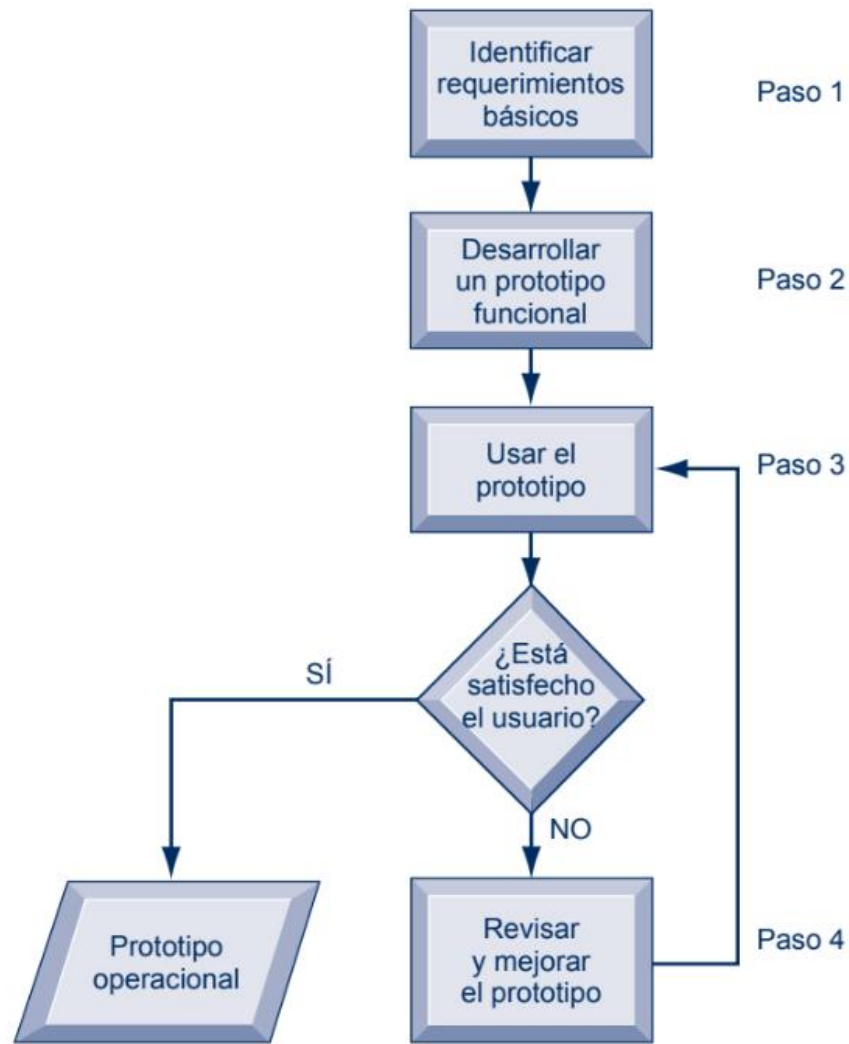 Identificar
requerimientos
básicos
Paso 1
Desarrollar
un prototipo
funcional
Paso 2
Usar el
prototipo
Paso 3
¿Está
satisfecho
el usuario?
SÍ
NO
Prototipo
operacional
Revisar
y mejorar
el prototipo
Paso 4